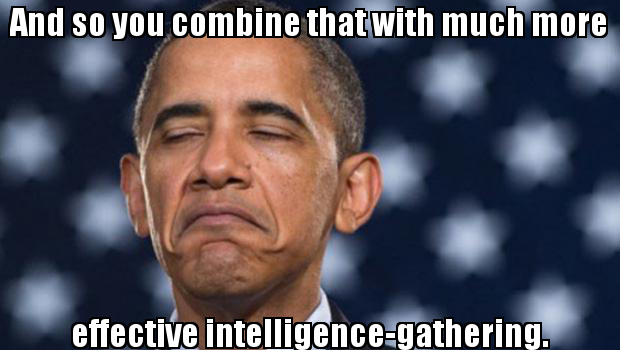 And so you combine that with much more
effective intelligence-gathering.